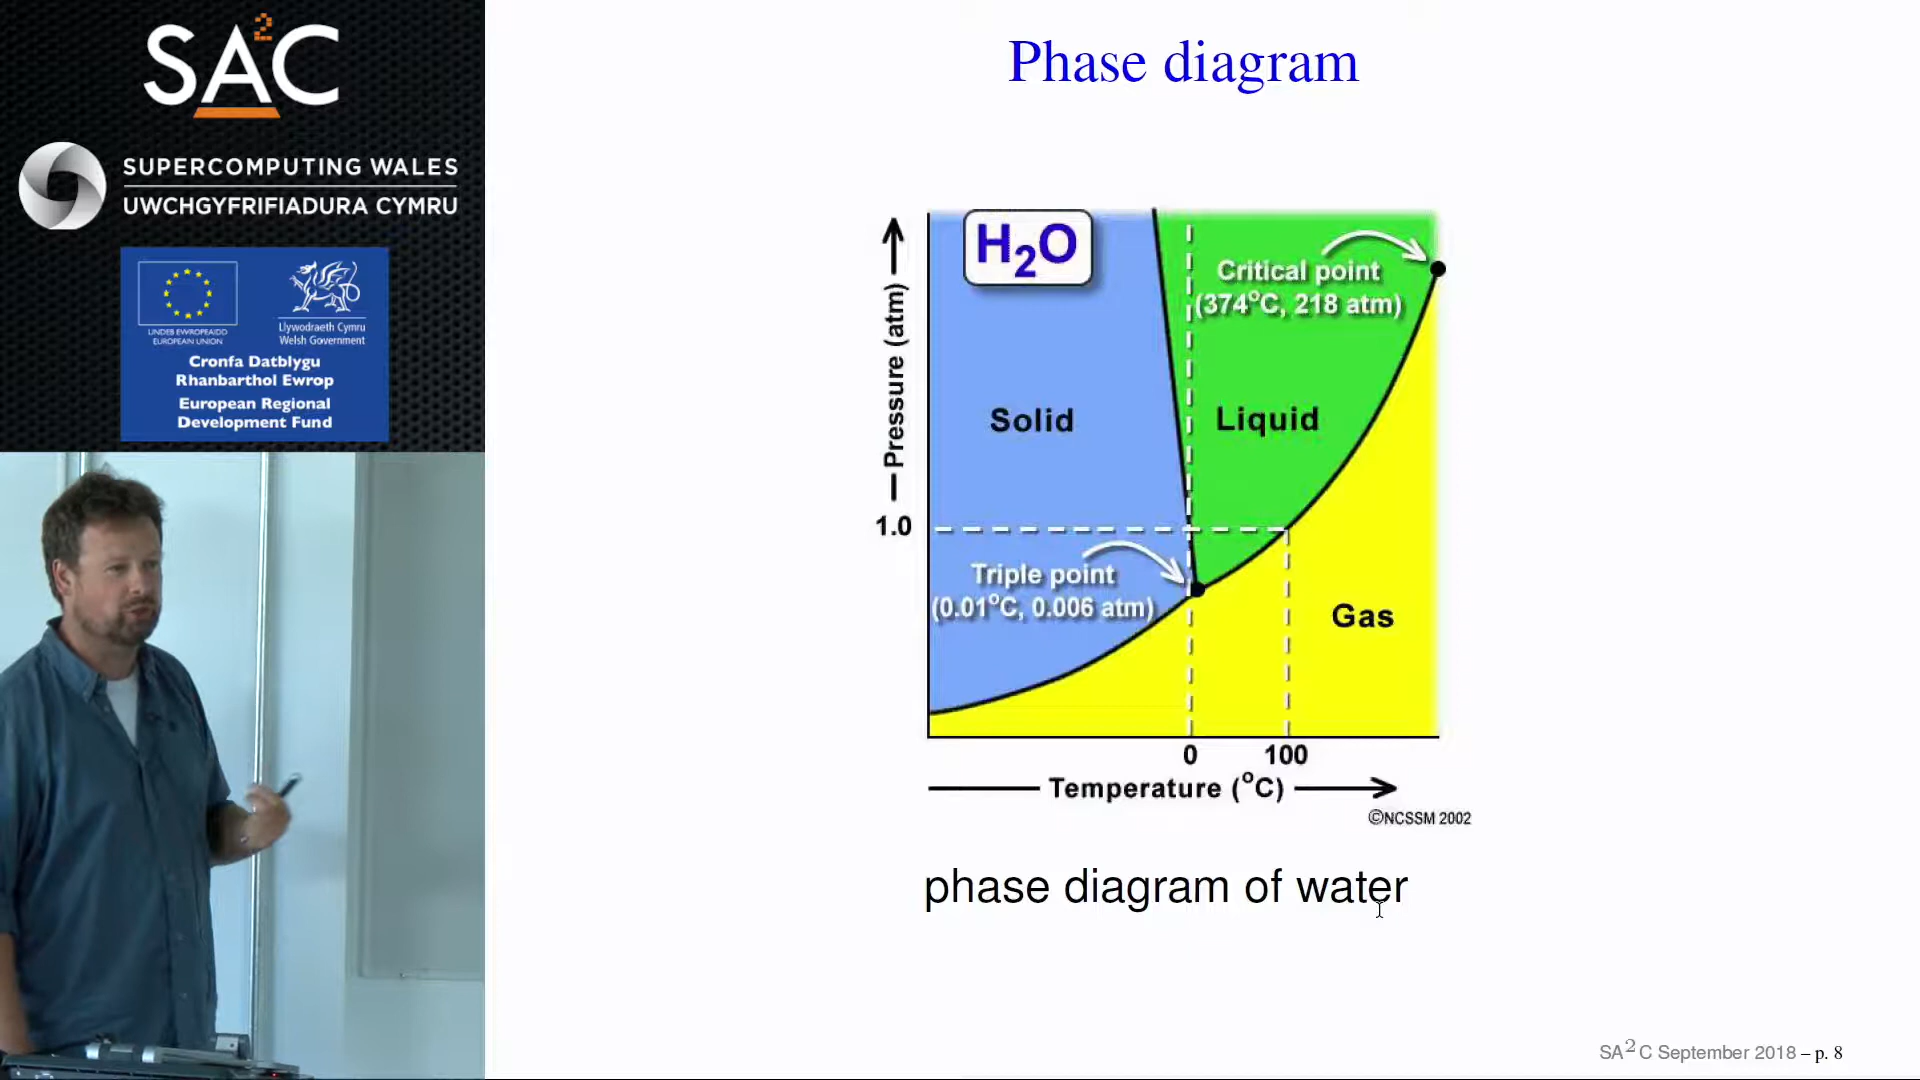 SA2C
SUPERCOMPUTING WALES
UWCHGYFRIFIADURA CYMRU
UNDEB EWROPEAIDD
EUROPEAN UNION
Llywodraeth Cymru
Welsh Government
Cronfa Datblygu
Rhanbarthol Ewrop
European Regional
Development Fund
Phase diagram
H2O
Critical point
(374°C, 218 atm)
Pressure (atm)
Solid
Liquid
1.0
Triple point
(0.01°C, 0.006 atm)
Gas
0
100
Temperature (°C)
©NCSSM 2002
phase diagram of water
SA2C September 2018 – p. 8